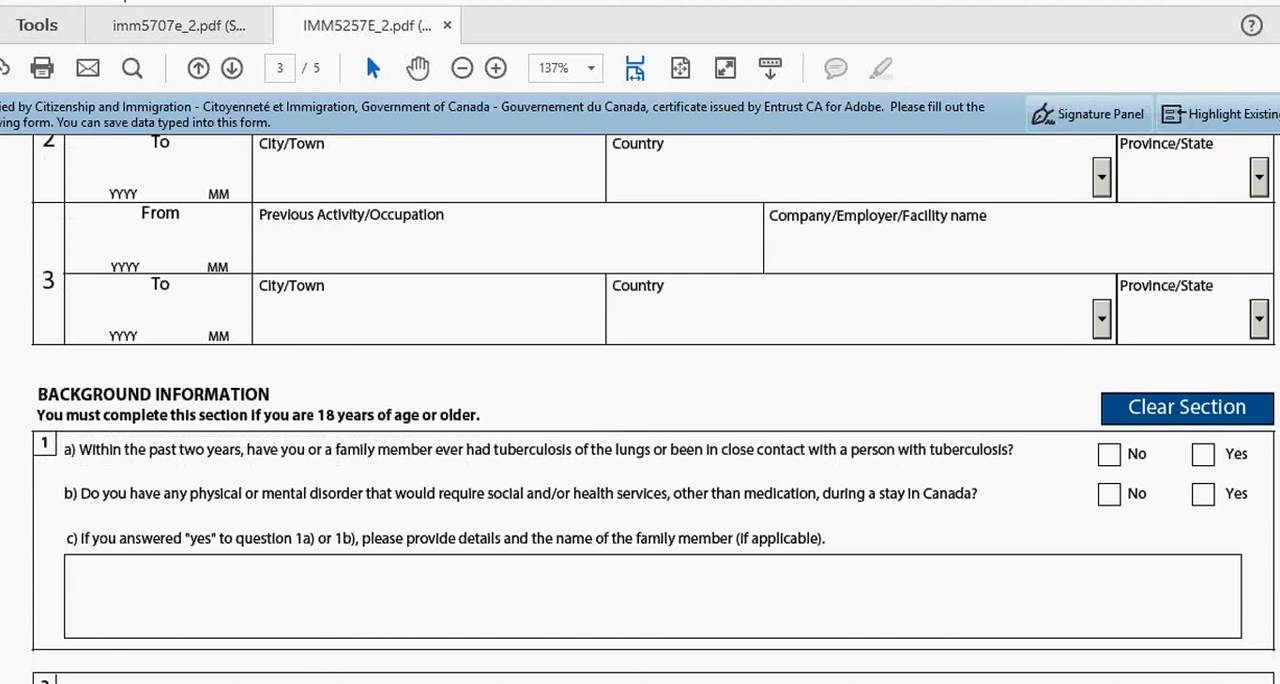 Tools
imm5707e_2.pdf (S...
IMM5257E_2.pdf (... ×
?
3 / 5
137%
ied by Citizenship and Immigration - Citoyenneté et Immigration, Government of Canada - Gouvernement du Canada, certificate issued by Entrust CA for Adobe. Please fill out the
ving form. You can save data typed into this form.
Signature Panel
Highlight Existin
2
To
City/Town
Country
Province/State
YYYY MM
From
Previous Activity/Occupation
Company/Employer/Facility name
YYYY MM
3
To
City/Town
Country
Province/State
YYYY MM
BACKGROUND INFORMATION
You must complete this section if you are 18 years of age or older.
Clear Section
1
a) Within the past two years, have you or a family member ever had tuberculosis of the lungs or been in close contact with a person with tuberculosis?
No Yes
b) Do you have any physical or mental disorder that would require social and/or health services, other than medication, during a stay in Canada?
No Yes
c) If you answered "yes" to question 1a) or 1b), please provide details and the name of the family member (if applicable).